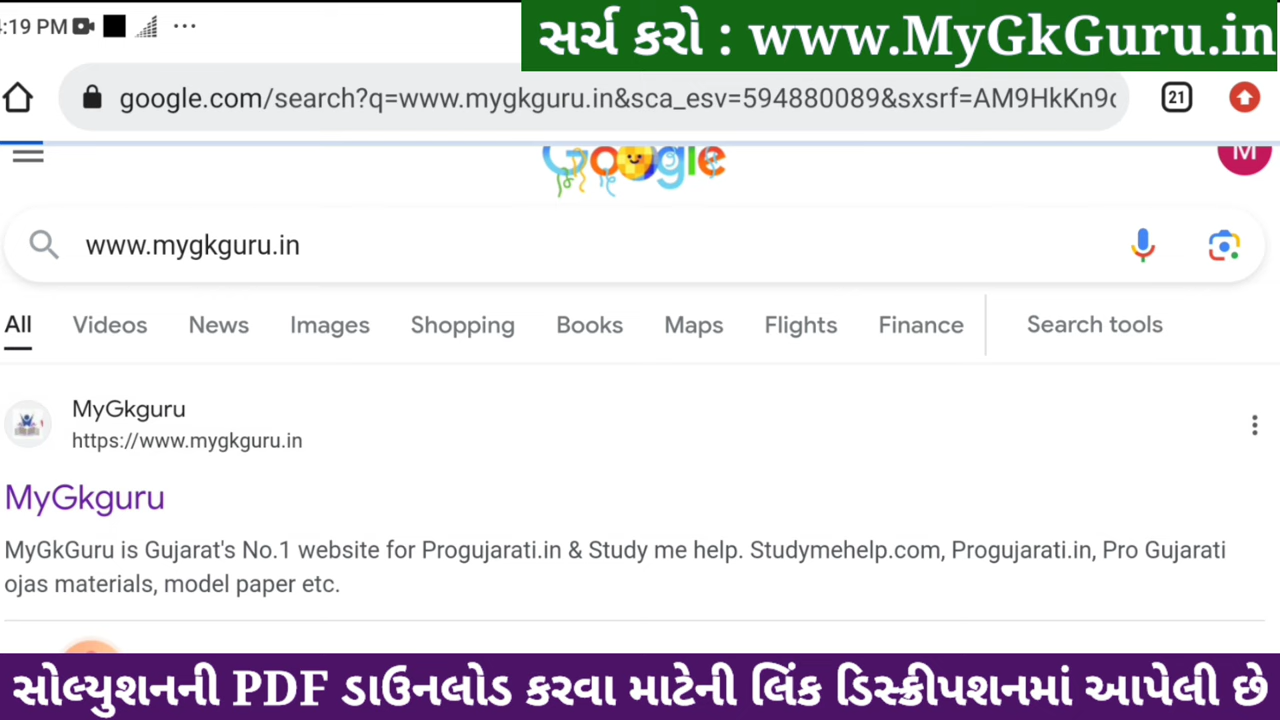 :19 PM
સર્ચ કરો : www.MyGkGuru.in
google.com/search?q=www.mygkguru.in&sca_esv=594880089&sxsrf=AM9HkKn9
21
Google
M
www.mygkguru.in
All Videos News Images Shopping Books Maps Flights Finance Search tools
MyGkguru
https://www.mygkguru.in
MyGkguru
MyGkGuru is Gujarat's No.1 website for Progujarati.in & Study me help. Studymehelp.com, Progujarati.in, Pro Gujarati
ojas materials, model paper etc.
સોલ્યુશનની PDF ડાઉનલોડ કરવા માટેની લિંક ડિસ્ક્રીપશનમાં આપેલી છે